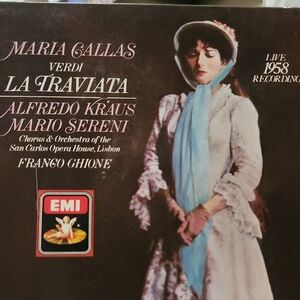 MARIA CALLAS
VERDI
LA TRAVIATA
ALFREDO KRAUS
MARIO SERENI
Chorus & Orchestra of the
San Carlos Opera House, Lisbon
FRANCO GHIONE
EMI
LIVE
1958
RECORDING